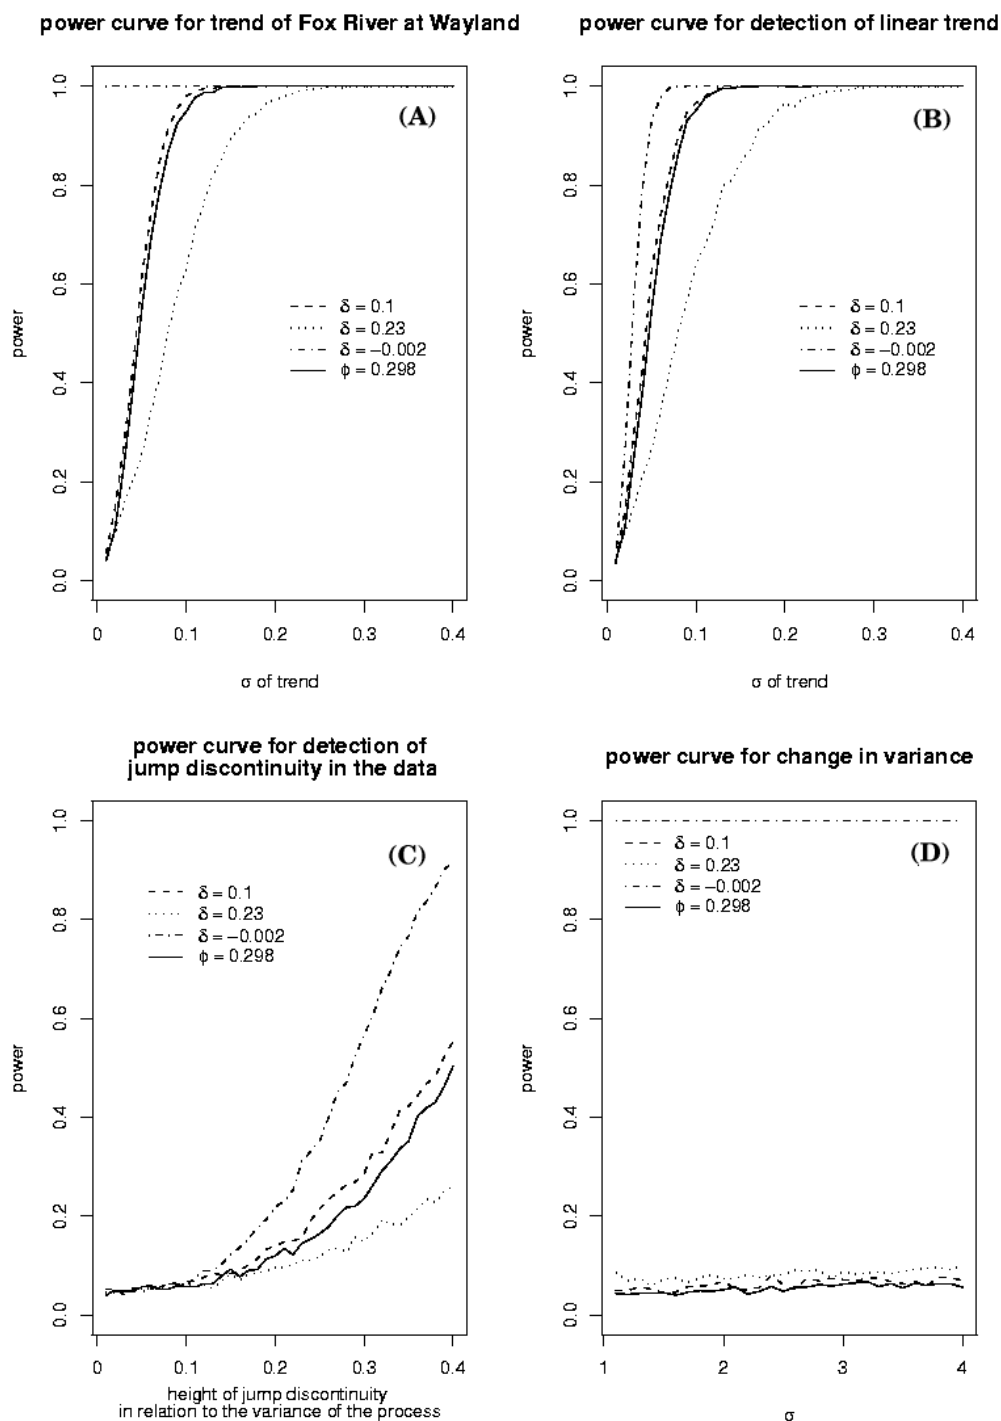 power curve for trend of Fox River at Wayland
power
0.0 0.2 0.4 0.6 0.8 1.0
(A)
δ = 0.1
δ = 0.23
δ = −0.002
ϕ = 0.298
0 0.1 0.2 0.3 0.4
σ of trend
power curve for detection of linear trend
power
0.0 0.2 0.4 0.6 0.8 1.0
(B)
δ = 0.1
δ = 0.23
δ = −0.002
ϕ = 0.298
0 0.1 0.2 0.3 0.4
σ of trend
power curve for detection of
jump discontinuity in the data
power
0.0 0.2 0.4 0.6 0.8 1.0
(C)
δ = 0.1
δ = 0.23
δ = −0.002
ϕ = 0.298
0 0.1 0.2 0.3 0.4
height of jump discontinuity
in relation to the variance of the process
power curve for change in variance
power
0.0 0.2 0.4 0.6 0.8 1.0
(D)
δ = 0.1
δ = 0.23
δ = −0.002
ϕ = 0.298
1 2 3 4
σ